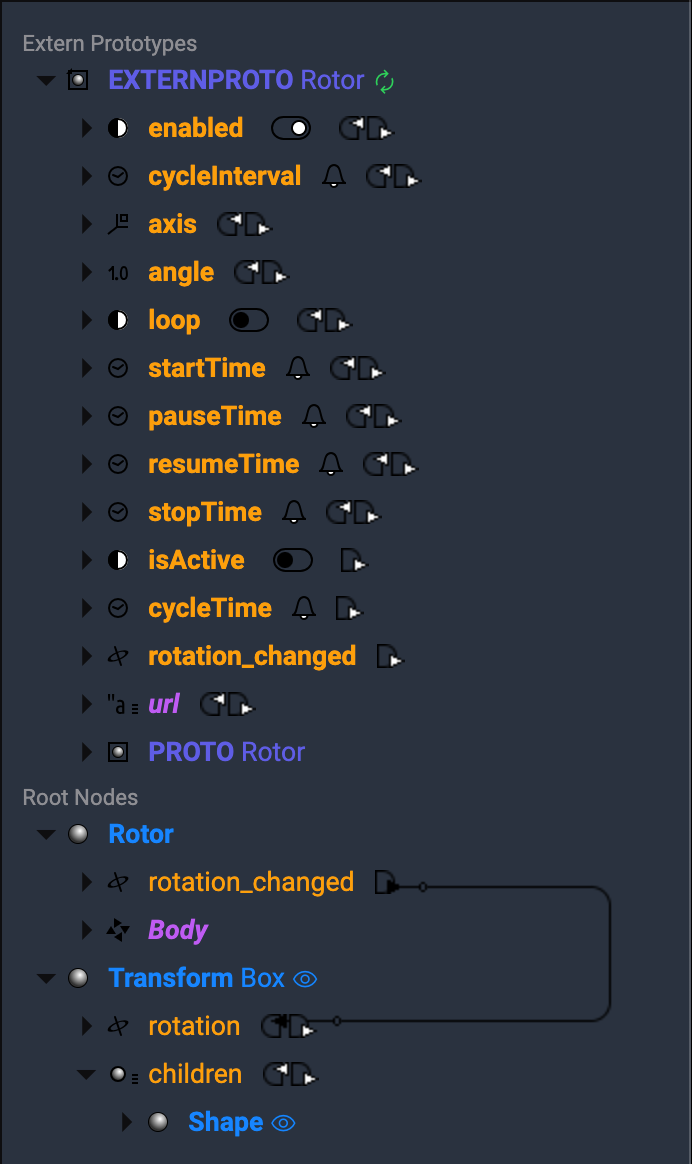 Extern Prototypes
EXTERNPROTO Rotor
enabled
cycleInterval
axis
1.0 angle
loop
startTime
pauseTime
resumeTime
stopTime
isActive
cycleTime
rotation_changed
"a url
PROTO Rotor
Root Nodes
Rotor
rotation_changed
Body
Transform Box
rotation
children
Shape